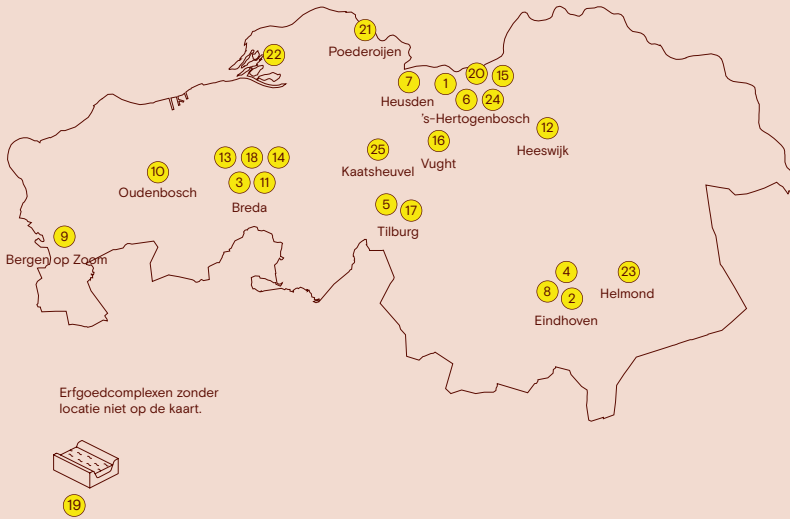 21
Poederoijen
22
7
Heusden
1
20
15
6
24
's-Hertogenbosch
12
Heeswijk
16
Vught
25
Kaatsheuvel
13
18
14
3
11
Breda
10
Oudenbosch
5
17
Tilburg
9
Bergen op Zoom
4
8
2
Eindhoven
23
Helmond
Erfgoedcomplexen zonder
locatie niet op de kaart.
19